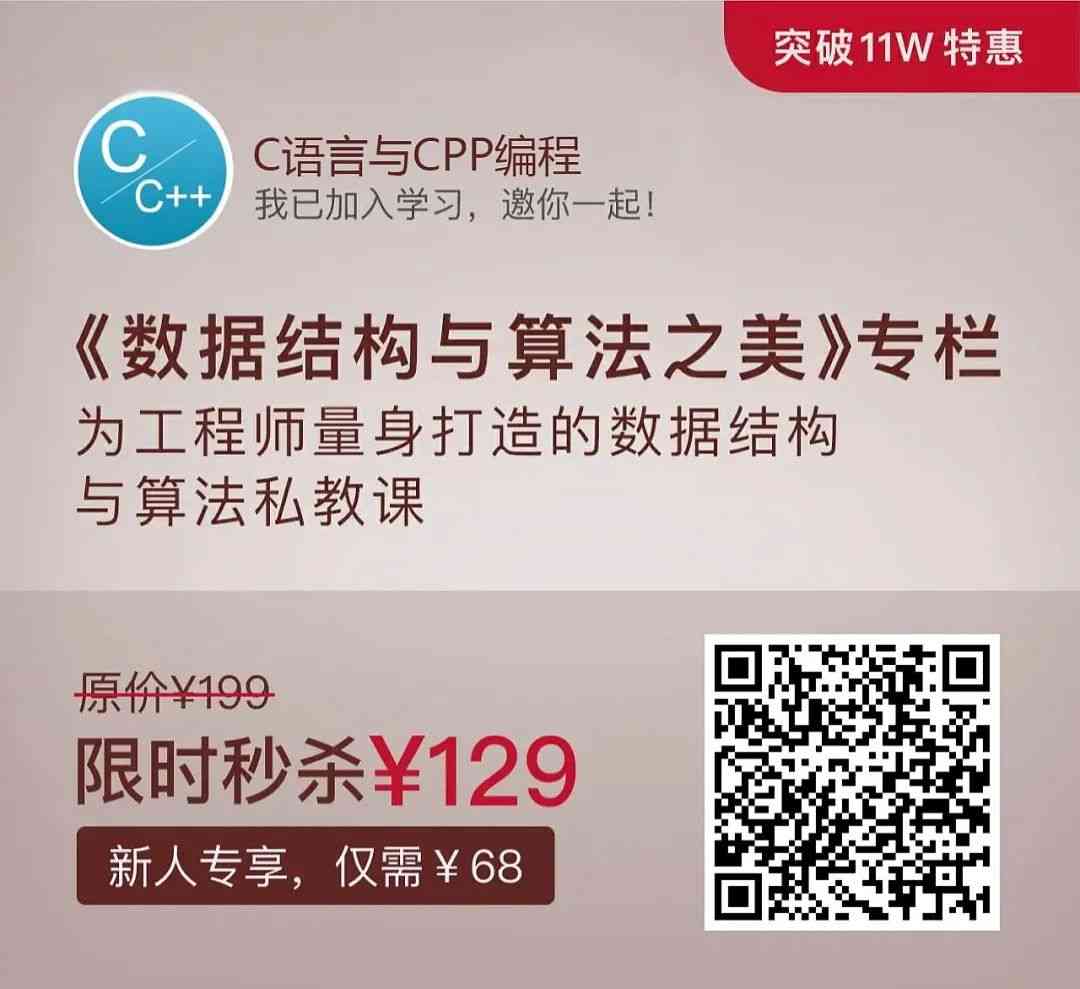 突破11W 特惠
C
C++
C语言与CPP编程
我已加入学习，邀你一起！
《数据结构与算法之美》专栏
为工程师量身打造的数据结构
与算法私教课
原价¥199
限时秒杀¥129
新人专享，仅需¥68